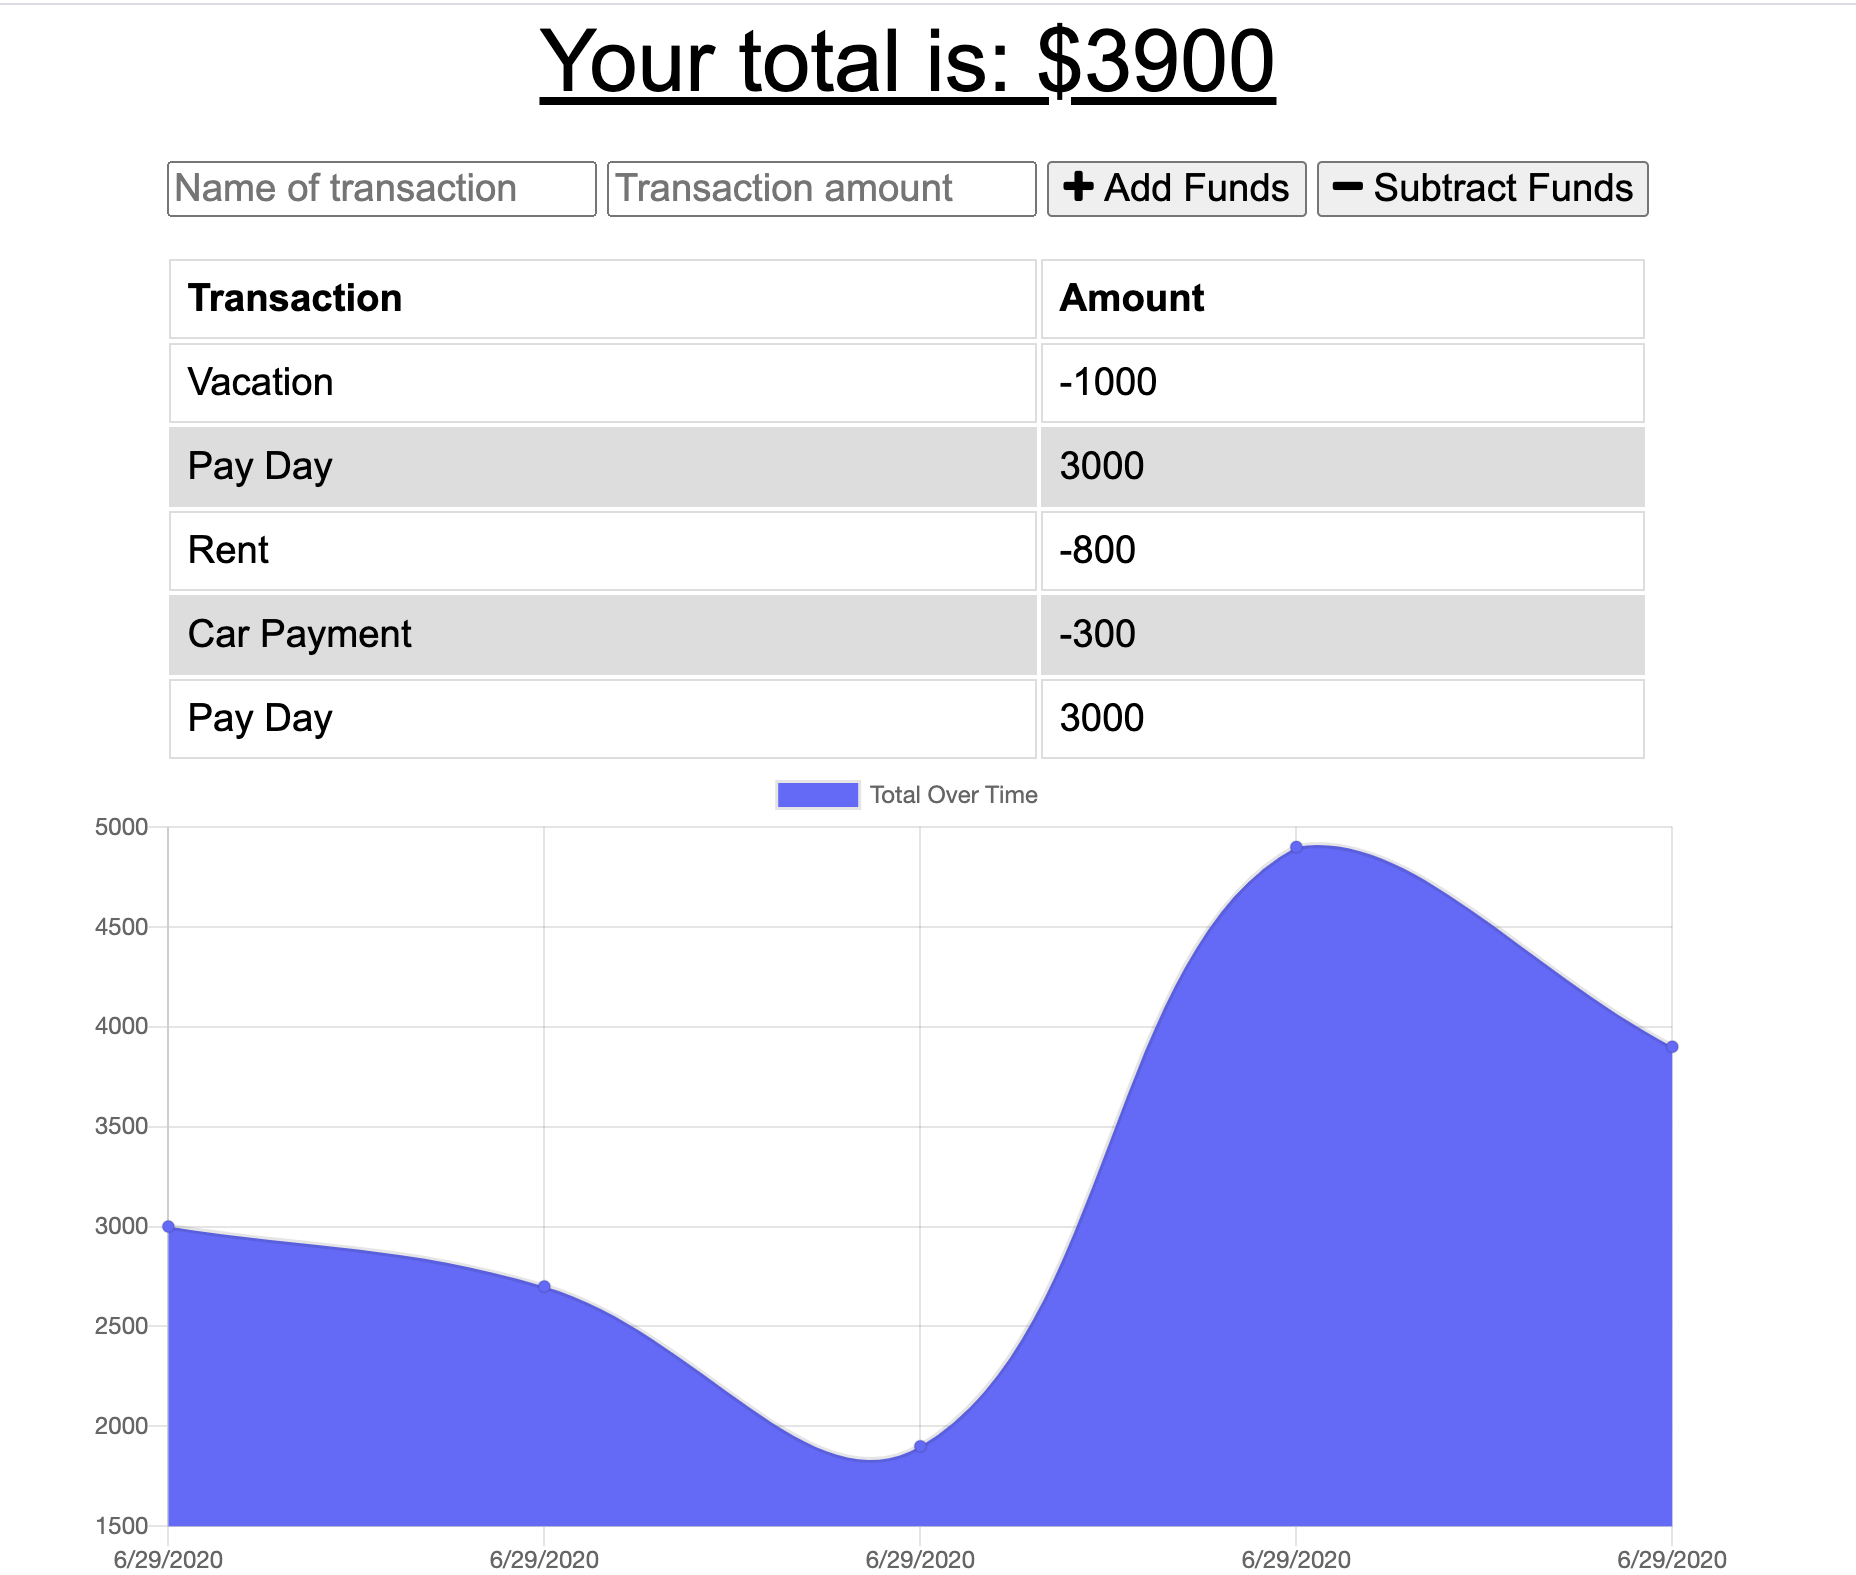 Your total is: $3900
Name of transaction Transaction amount Add Funds Subtract Funds
Transaction Amount
Vacation -1000
Pay Day 3000
Rent -800
Car Payment -300
Pay Day 3000
Total Over Time
5000
4500
4000
3500
3000
2500
2000
1500
6/29/2020 6/29/2020 6/29/2020 6/29/2020 6/29/2020